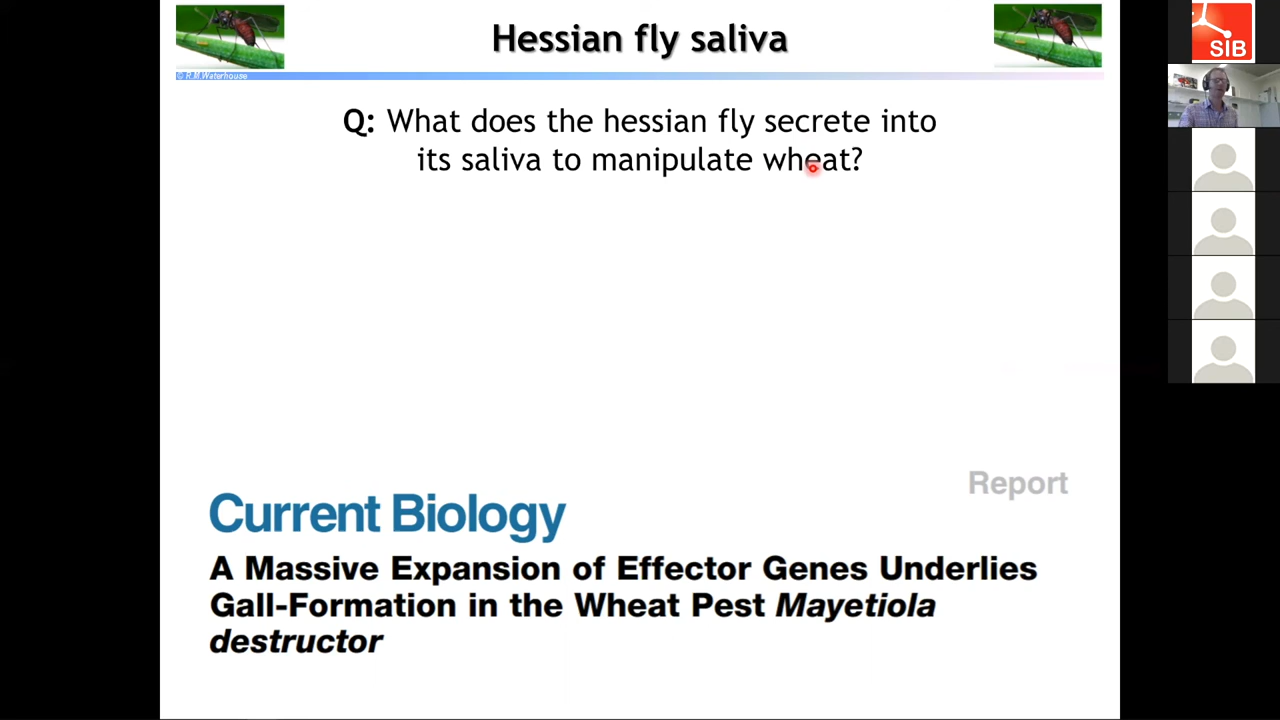 Hessian fly saliva
© R.M.Waterhouse
Q: What does the hessian fly secrete into
its saliva to manipulate wheat?
Report
Current Biology
A Massive Expansion of Effector Genes Underlies
Gall-Formation in the Wheat Pest Mayetiola
destructor
SIB